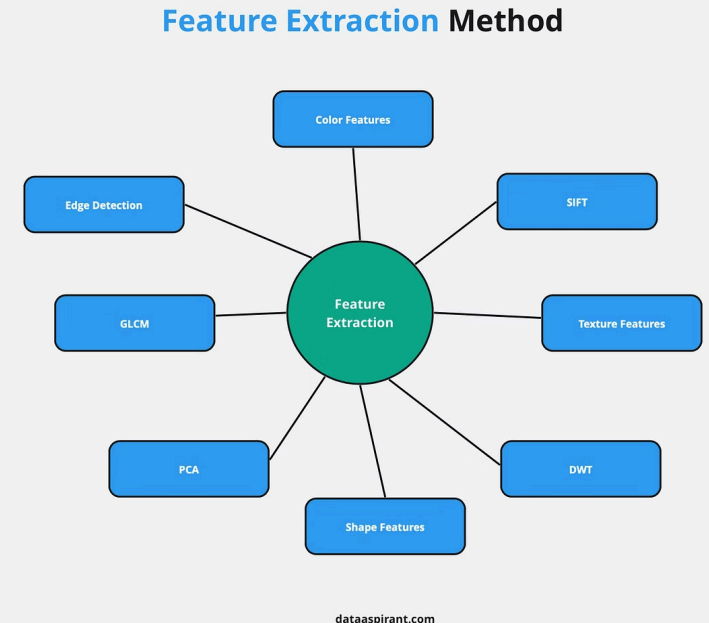 Feature Extraction Method
Color Features
Edge Detection
SIFT
Feature
Extraction
GLCM
Texture Features
PCA
DWT
Shape Features
dataaspirant.com